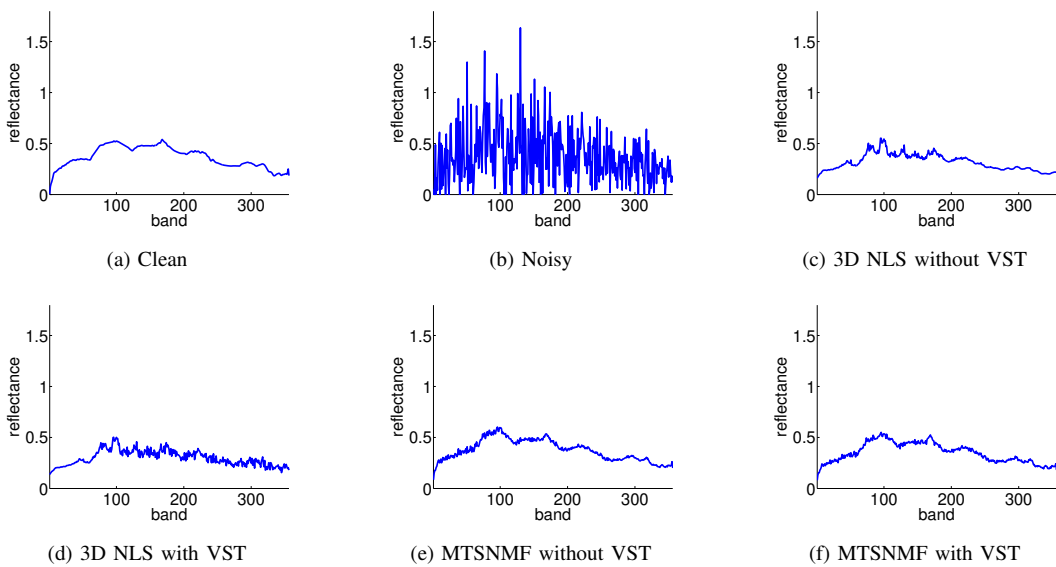 1.5
1
0.5
0
reflectance
100
200
300
band
(a) Clean
1.5
1
0.5
0
reflectance
100
200
300
band
(b) Noisy
1.5
1
0.5
0
reflectance
100
200
300
band
(c) 3D NLS without VST
1.5
1
0.5
0
reflectance
100
200
300
band
(d) 3D NLS with VST
1.5
1
0.5
0
reflectance
100
200
300
band
(e) MTSNMF without VST
1.5
1
0.5
0
reflectance
100
200
300
band
(f) MTSNMF with VST